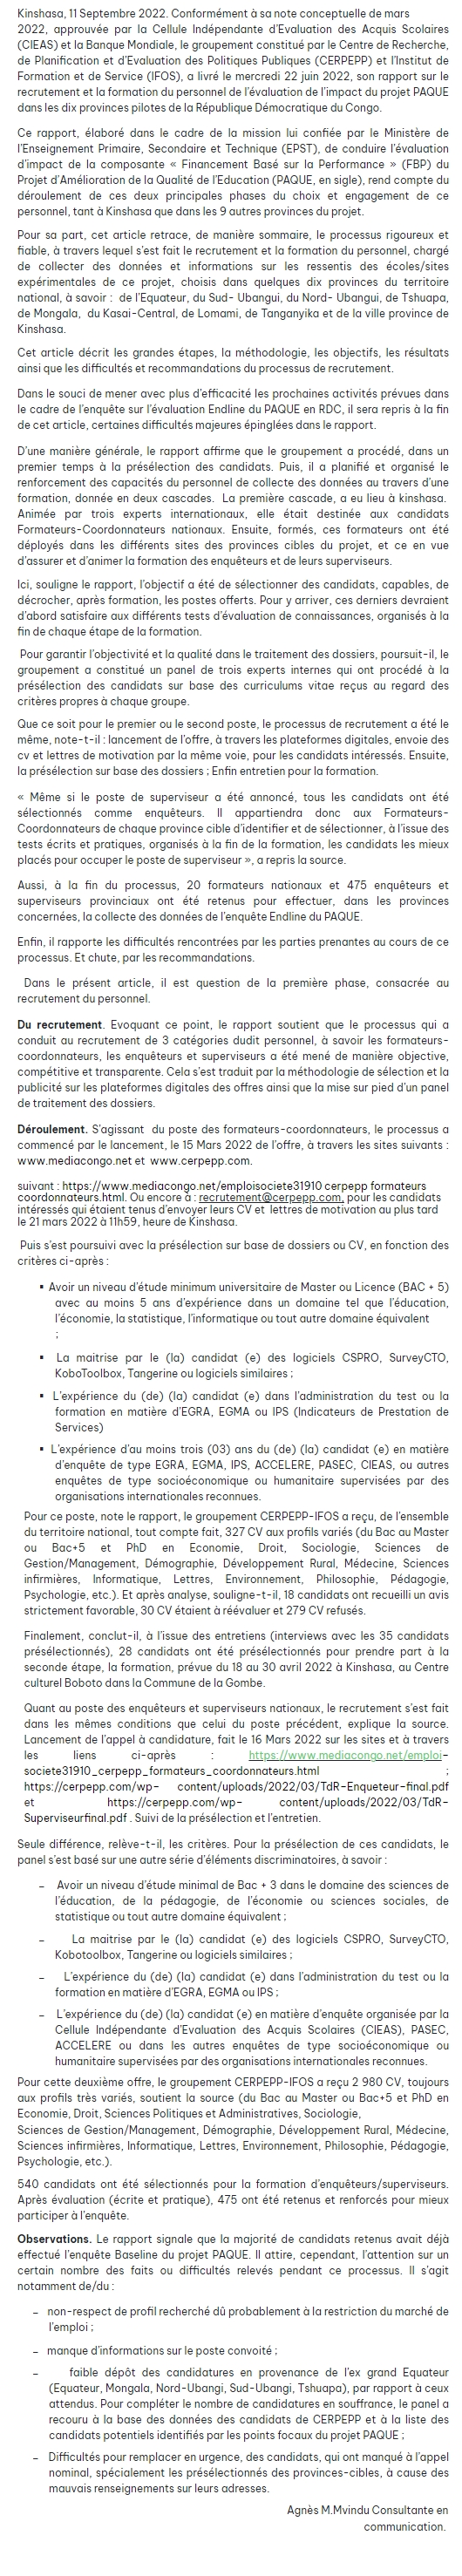 Kinshasa, 11 Septembre 2022. Conformément à sa note conceptuelle de mars
2022, approuvée par la Cellule Indépendante d’Evaluation des Acquis Scolaires
(CIEAS) et la Banque Mondiale, le groupement constitué par le Centre de Recherche,
de Planification et d’Evaluation des Politiques Publiques (CERPEPP) et l’Institut de
Formation et de Service (IFOS), a livré le mercredi 22 juin 2022, son rapport sur le
recrutement et la formation du personnel de l’évaluation de l’impact du projet PAQUE
dans les dix provinces pilotes de la République Démocratique du Congo.
Ce rapport, élaboré dans le cadre de la mission lui confiée par le Ministère de
l’Enseignement Primaire, Secondaire et Technique (EPST), de conduire l’évaluation
d’impact de la composante « Financement Basé sur la Performance » (FBP) du
Projet d’Amélioration de la Qualité de l’Education (PAQUE, en sigle), rend compte du
déroulement de ces deux principales phases du choix et engagement de ce
personnel, tant à Kinshasa que dans les 9 autres provinces du projet.
Pour sa part, cet article retrace, de manière sommaire, le processus rigoureux et
fiable, à travers lequel s’est fait le recrutement et la formation du personnel, chargé
de collecter des données et informations sur les ressentis des écoles/sites
expérimentales de ce projet, choisis dans quelques dix provinces du territoire
national, à savoir : de l’Equateur, du Sud- Ubangui, du Nord- Ubangui, de Tshuapa,
de Mongala, du Kasai-Central, de Lomami, de Tanganyika et de la ville province de
Kinshasa.
Cet article décrit les grandes étapes, la méthodologie, les objectifs, les résultats
ainsi que les difficultés et recommandations du processus de recrutement.
Dans le souci de mener avec plus d’efficacité les prochaines activités prévues dans
le cadre de l’enquête sur l’évaluation Endline du PAQUE en RDC, il sera repris à la fin
de cet article, certaines difficultés majeures épinglées dans le rapport.
D’une manière générale, le rapport affirme que le groupement a procédé, dans un
premier temps à la présélection des candidats. Puis, il a planifié et organisé le
renforcement des capacités du personnel de collecte des données au travers d’une
formation, donnée en deux cascades. La première cascade, a eu lieu à kinshasa.
Animée par trois experts internationaux, elle était destinée aux candidats
Formateurs-Coordonnateurs nationaux. Ensuite, formés, ces formateurs ont été
déployés dans les différents sites des provinces cibles du projet, et ce en vue
d’assurer et d’animer la formation des enquêteurs et de leurs superviseurs.
Ici, souligne le rapport, l’objectif a été de sélectionner des candidats, capables, de
décrocher, après formation, les postes offerts. Pour y arriver, ces derniers devraient
d’abord satisfaire aux différents tests d’évaluation de connaissances, organisés à la
fin de chaque étape de la formation.
Pour garantir l’objectivité et la qualité dans le traitement des dossiers, poursuit-il, le
groupement a constitué un panel de trois experts internes qui ont procédé à la
présélection des candidats sur base des curriculums vitae reçus au regard des
critères propres à chaque groupe.
Que ce soit pour le premier ou le second poste, le processus de recrutement a été le
même, note-t-il : lancement de l’offre, à travers les plateformes digitales, envoie des
cv et lettres de motivation par la même voie, pour les candidats intéressés. Ensuite,
la présélection sur base des dossiers ; Enfin entretien pour la formation.
« Même si le poste de superviseur a été annoncé, tous les candidats ont été
sélectionnés comme enquêteurs. Il appartiendra donc aux Formateurs-
Coordonnateurs de chaque province cible d’identifier et de sélectionner, à l’issue des
tests écrits et pratiques, organisés à la fin de la formation, les candidats les mieux
placés pour occuper le poste de superviseur », a repris la source.
Aussi, à la fin du processus, 20 formateurs nationaux et 475 enquêteurs et
superviseurs provinciaux ont été retenus pour effectuer, dans les provinces
concernées, la collecte des données de l’enquête Endline du PAQUE.
Enfin, il rapporte les difficultés rencontrées par les parties prenantes au cours de ce
processus. Et chute, par les recommandations.
Dans le présent article, il est question de la première phase, consacrée au
recrutement du personnel.
Du recrutement. Evoquant ce point, le rapport soutient que le processus qui a
conduit au recrutement de 3 catégories dudit personnel, à savoir les formateurs-
coordonnateurs, les enquêteurs et superviseurs a été mené de manière objective,
compétitive et transparente. Cela s’est traduit par la méthodologie de sélection et la
publicité sur les plateformes digitales des offres ainsi que la mise sur pied d’un panel
de traitement des dossiers.
Déroulement. S’agissant du poste des formateurs-coordonnateurs, le processus a
commencé par le lancement, le 15 Mars 2022 de l’offre, à travers les sites suivants :
www.mediacongo.net et www.cerpepp.com.
suivant : https://www.mediacongo.net/emploisociete31910 cerpepp formateurs
coordonnateurs.html. Ou encore à : recrutement@cerpepp.com, pour les candidats
intéressés qui étaient tenus d’envoyer leurs CV et lettres de motivation au plus tard
le 21 mars 2022 à 11h59, heure de Kinshasa.
Puis s’est poursuivi avec la présélection sur base de dossiers ou CV, en fonction des
critères ci-après :
▪ Avoir un niveau d’étude minimum universitaire de Master ou Licence (BAC + 5)
avec au moins 5 ans d’expérience dans un domaine tel que l’éducation,
l’économie, la statistique, l’informatique ou tout autre domaine équivalent
;
▪ La maitrise par le (la) candidat (e) des logiciels CSPRO, SurveyCTO,
KoboToolbox, Tangerine ou logiciels similaires ;
▪ L’expérience du (de) (la) candidat (e) dans l’administration du test ou la
formation en matière d’EGRA, EGMA ou IPS (Indicateurs de Prestation de
Services)
▪ L’expérience d’au moins trois (03) ans du (de) (la) candidat (e) en matière
d’enquête de type EGRA, EGMA, IPS, ACCELERE, PASEC, CIEAS, ou autres
enquêtes de type socioéconomique ou humanitaire supervisées par des
organisations internationales reconnues.
Pour ce poste, note le rapport, le groupement CERPEPP-IFOS a reçu, de l’ensemble
du territoire national, tout compte fait, 327 CV aux profils variés (du Bac au Master
ou Bac+5 et PhD en Economie, Droit, Sociologie, Sciences de
Gestion/Management, Démographie, Développement Rural, Médecine, Sciences
infirmières, Informatique, Lettres, Environnement, Philosophie, Pédagogie,
Psychologie, etc.). Et après analyse, souligne-t-il, 18 candidats ont recueilli un avis
strictement favorable, 30 CV étaient à réévaluer et 279 CV refusés.
Finalement, conclut-il, à l’issue des entretiens (interviews avec les 35 candidats
présélectionnés), 28 candidats ont été présélectionnés pour prendre part à la
seconde étape, la formation, prévue du 18 au 30 avril 2022 à Kinshasa, au Centre
culturel Boboto dans la Commune de la Gombe.
Quant au poste des enquêteurs et superviseurs nationaux, le recrutement s’est fait
dans les mêmes conditions que celui du poste précédent, explique la source.
Lancement de l’appel à candidature, fait le 16 Mars 2022 sur les sites et à travers
les liens ci-après : https://www.mediacongo.net/emploi-
societe31910_cerpepp_formateurs_coordonnateurs.html ;
https://cerpepp.com/wp- content/uploads/2022/03/TdR-Enqueteur-final.pdf
et https://cerpepp.com/wp- content/uploads/2022/03/TdR-
Superviseurfinal.pdf . Suivi de la présélection et l’entretien.
Seule différence, relève-t-il, les critères. Pour la présélection de ces candidats, le
panel s’est basé sur une autre série d’éléments discriminatoires, à savoir :
– Avoir un niveau d’étude minimal de Bac + 3 dans le domaine des sciences de
l’éducation, de la pédagogie, de l’économie ou sciences sociales, de
statistique ou tout autre domaine équivalent ;
– La maitrise par le (la) candidat (e) des logiciels CSPRO, SurveyCTO,
Kobotoolbox, Tangerine ou logiciels similaires ;
– L’expérience du (de) (la) candidat (e) dans l’administration du test ou la
formation en matière d’EGRA, EGMA ou IPS ;
– L’expérience du (de) (la) candidat (e) en matière d’enquête organisée par la
Cellule Indépendante d’Evaluation des Acquis Scolaires (CIEAS), PASEC,
ACCELERE ou dans les autres enquêtes de type socioéconomique ou
humanitaire supervisées par des organisations internationales reconnues.
Pour cette deuxième offre, le groupement CERPEPP-IFOS a reçu 2 980 CV, toujours
aux profils très variés, soutient la source (du Bac au Master ou Bac+5 et PhD en
Economie, Droit, Sciences Politiques et Administratives, Sociologie,
Sciences de Gestion/Management, Démographie, Développement Rural, Médecine,
Sciences infirmières, Informatique, Lettres, Environnement, Philosophie, Pédagogie,
Psychologie, etc.).
540 candidats ont été sélectionnés pour la formation d’enquêteurs/superviseurs.
Après évaluation (écrite et pratique), 475 ont été retenus et renforcés pour mieux
participer à l’enquête.
Observations. Le rapport signale que la majorité de candidats retenus avait déjà
effectué l’enquête Baseline du projet PAQUE. Il attire, cependant, l’attention sur un
certain nombre des faits ou difficultés relevés pendant ce processus. Il s’agit
notamment de/du :
– non-respect de profil recherché dû probablement à la restriction du marché de
l’emploi ;
– manque d’informations sur le poste convoité ;
– faible dépôt des candidatures en provenance de l’ex grand Equateur
(Equateur, Mongala, Nord-Ubangi, Sud-Ubangi, Tshuapa), par rapport à ceux
attendus. Pour compléter le nombre de candidatures en souffrance, le panel a
recouru à la base des données des candidats de CERPEPP et à la liste des
candidats potentiels identifiés par les points focaux du projet PAQUE ;
– Difficultés pour remplacer en urgence, des candidats, qui ont manqué à l’appel
nominal, spécialement les présélectionnés des provinces-cibles, à cause des
mauvais renseignements sur leurs adresses.
Agnès M.Mvindu Consultante en
communication.